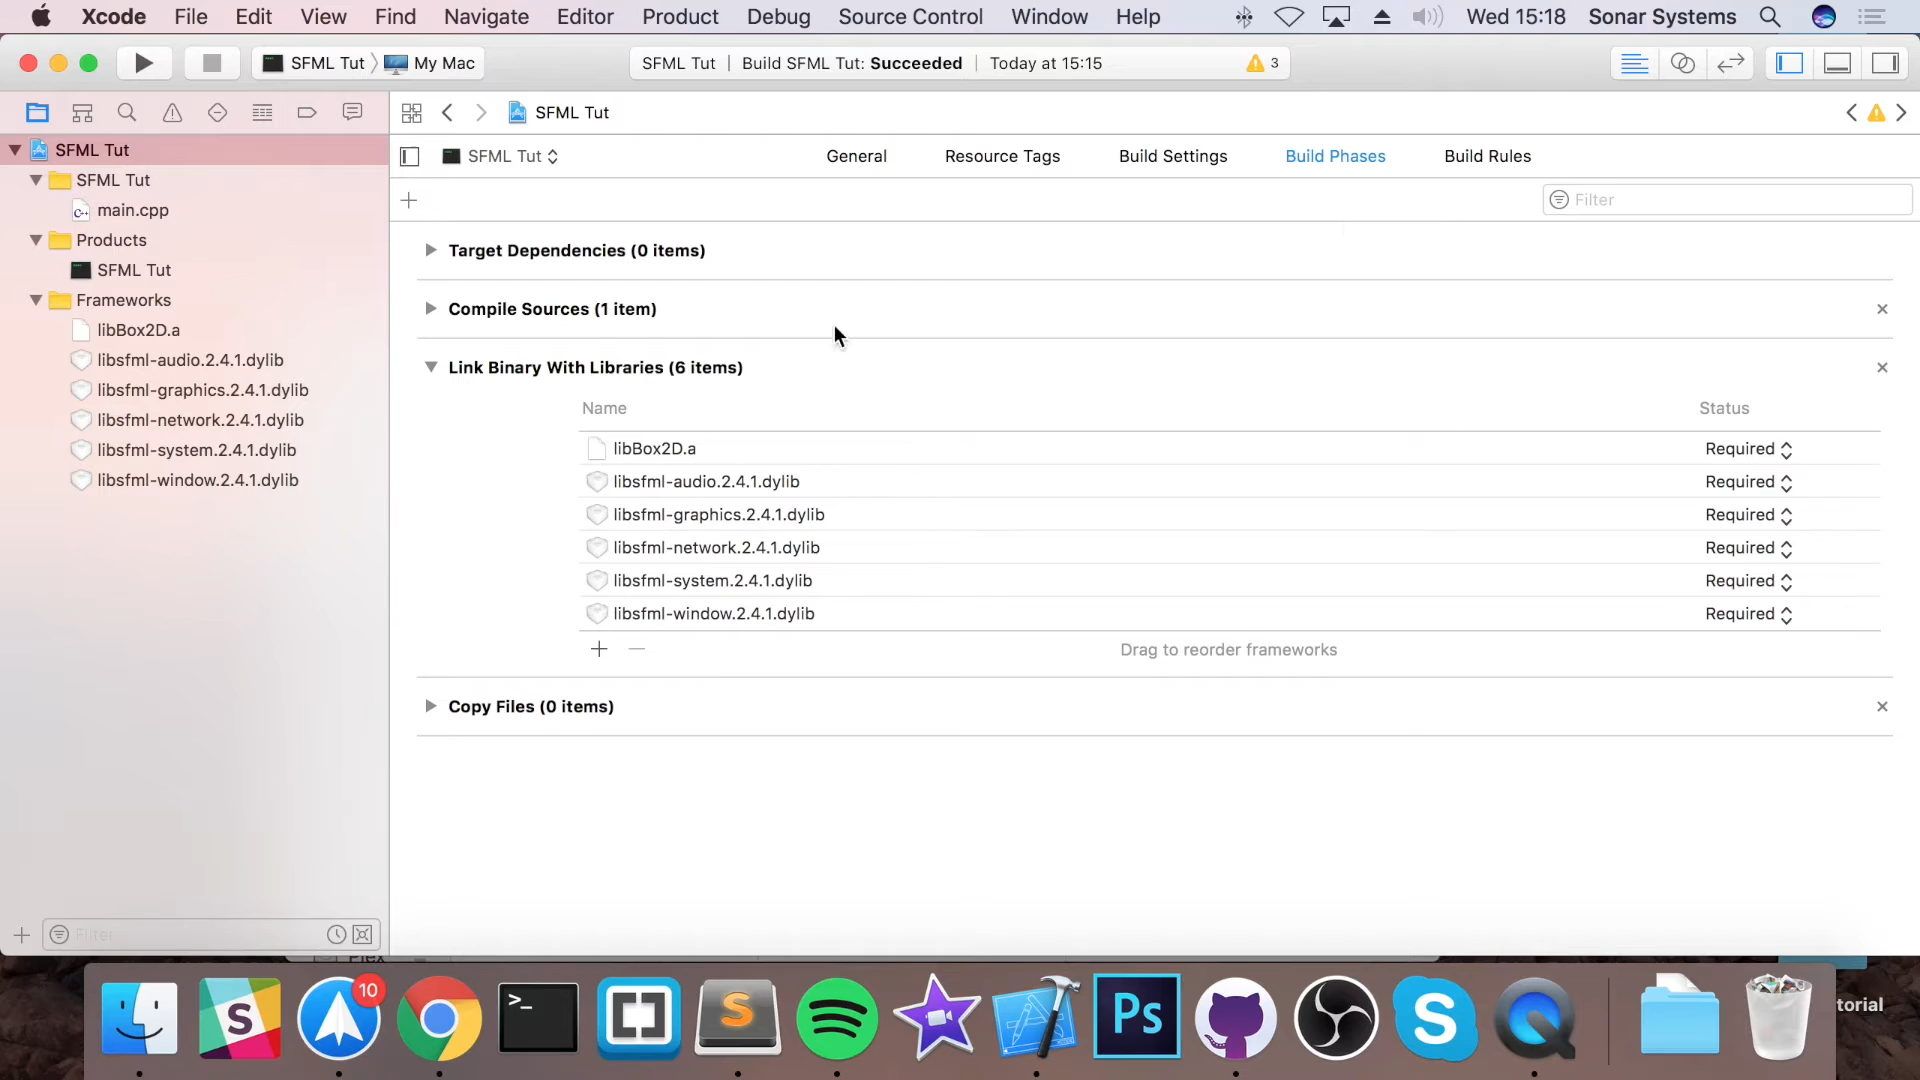 Xcode File Edit View Find Navigate Editor Product Debug Source Control Window Help Wed 15:18 Sonar Systems
SFML Tut My Mac SFML Tut | Build SFML Tut: Succeeded | Today at 15:15 3
SFML Tut
SFML Tut General Resource Tags Build Settings Build Phases Build Rules
Filter
SFML Tut
SFML Tut
main.cpp
Products
SFML Tut
Frameworks
libBox2D.a
libsfml-audio.2.4.1.dylib
libsfml-graphics.2.4.1.dylib
libsfml-network.2.4.1.dylib
libsfml-system.2.4.1.dylib
libsfml-window.2.4.1.dylib
Filter
Target Dependencies (0 items)
Compile Sources (1 item)
Link Binary With Libraries (6 items)
Name Status
libBox2D.a Required
libsfml-audio.2.4.1.dylib Required
libsfml-graphics.2.4.1.dylib Required
libsfml-network.2.4.1.dylib Required
libsfml-system.2.4.1.dylib Required
libsfml-window.2.4.1.dylib Required
Drag to reorder frameworks
Copy Files (0 items)
10
Ps
torial